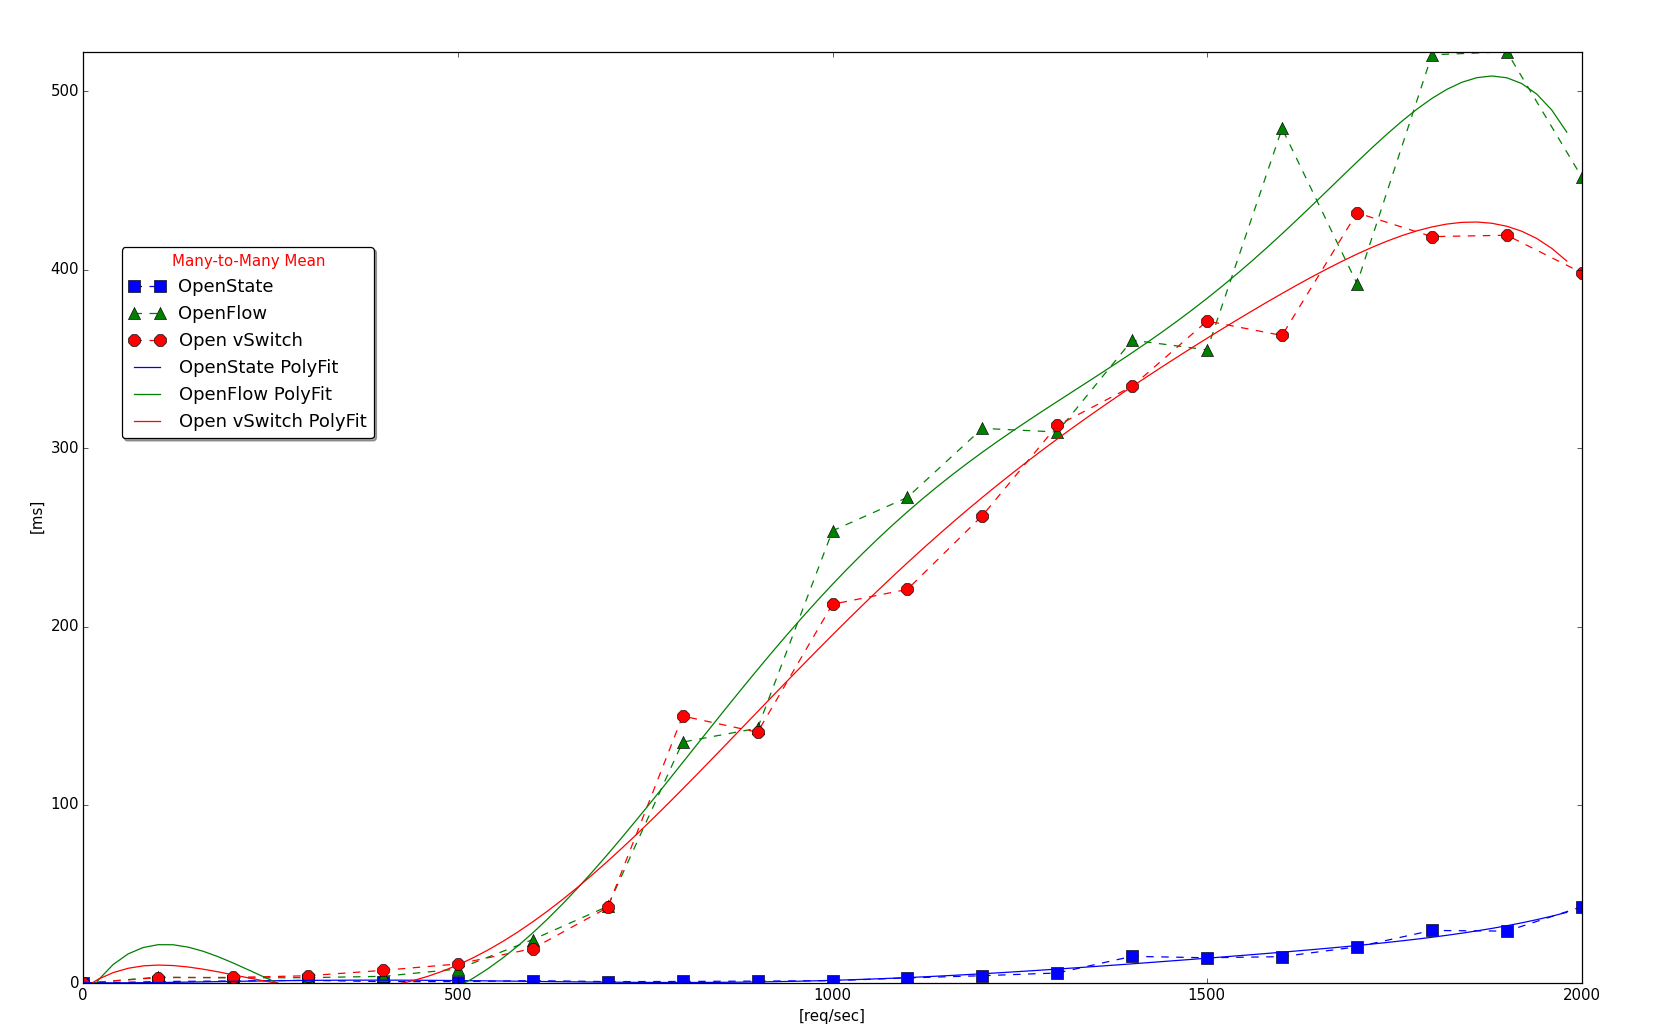 500
400
300
200
100
0
[ms]
Many-to-Many Mean
OpenState
OpenFlow
Open vSwitch
OpenState PolyFit
OpenFlow PolyFit
Open vSwitch PolyFit
0 500 1000 1500 2000
[req/sec]